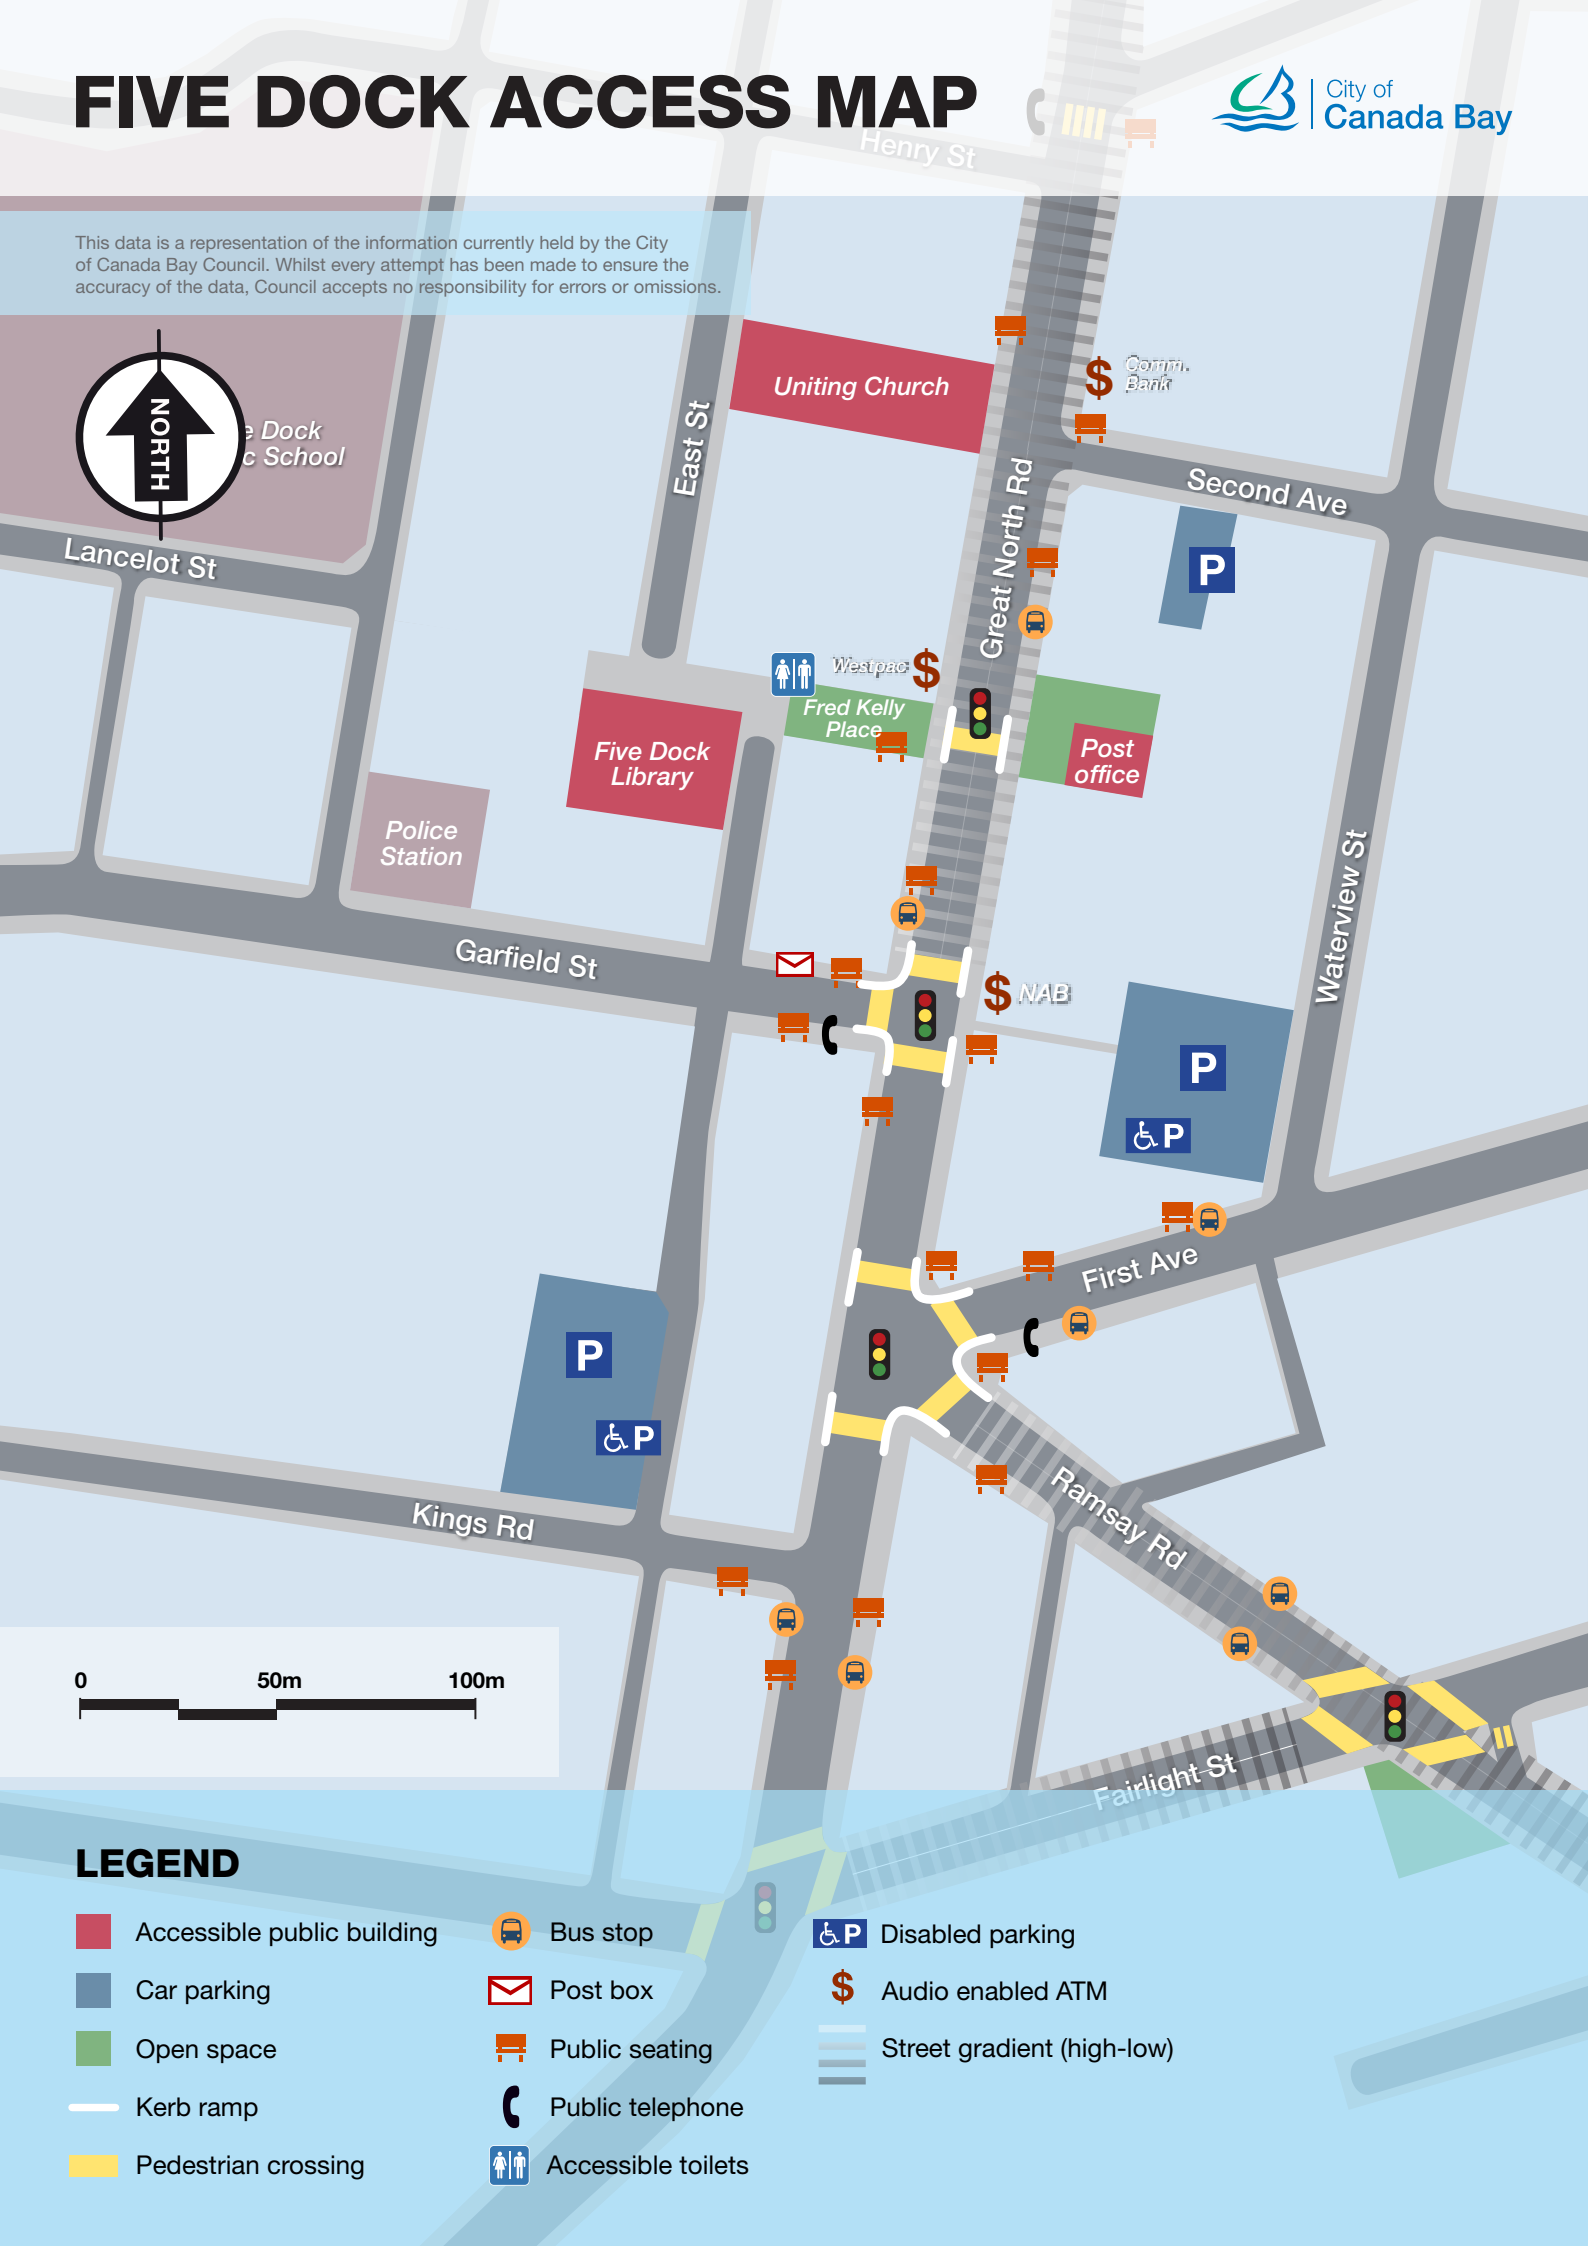 FIVE DOCK ACCESS MAP
City of
Canada Bay
Henry St
This data is a representation of the information currently held by the City
of Canada Bay Council. Whilst every attempt has been made to ensure the
accuracy of the data, Council accepts no responsibility for errors or omissions.
Uniting Church
Comm.
Bank
NORTH
e Dock
c School
East St
Great North Rd
Second Ave
P
Lancelot St
Westpac
Fred Kelly
Place
Five Dock
Library
Post
office
Police
Station
Waterview St
Garfield St
NAB
P
P
First Ave
P
P
Kings Rd
Ramsay Rd
0 50m 100m
Fairlight St
LEGEND
Accessible public building
Car parking
Open space
Kerb ramp
Pedestrian crossing
Bus stop
Post box
Public seating
Public telephone
Accessible toilets
P Disabled parking
$ Audio enabled ATM
Street gradient (high-low)